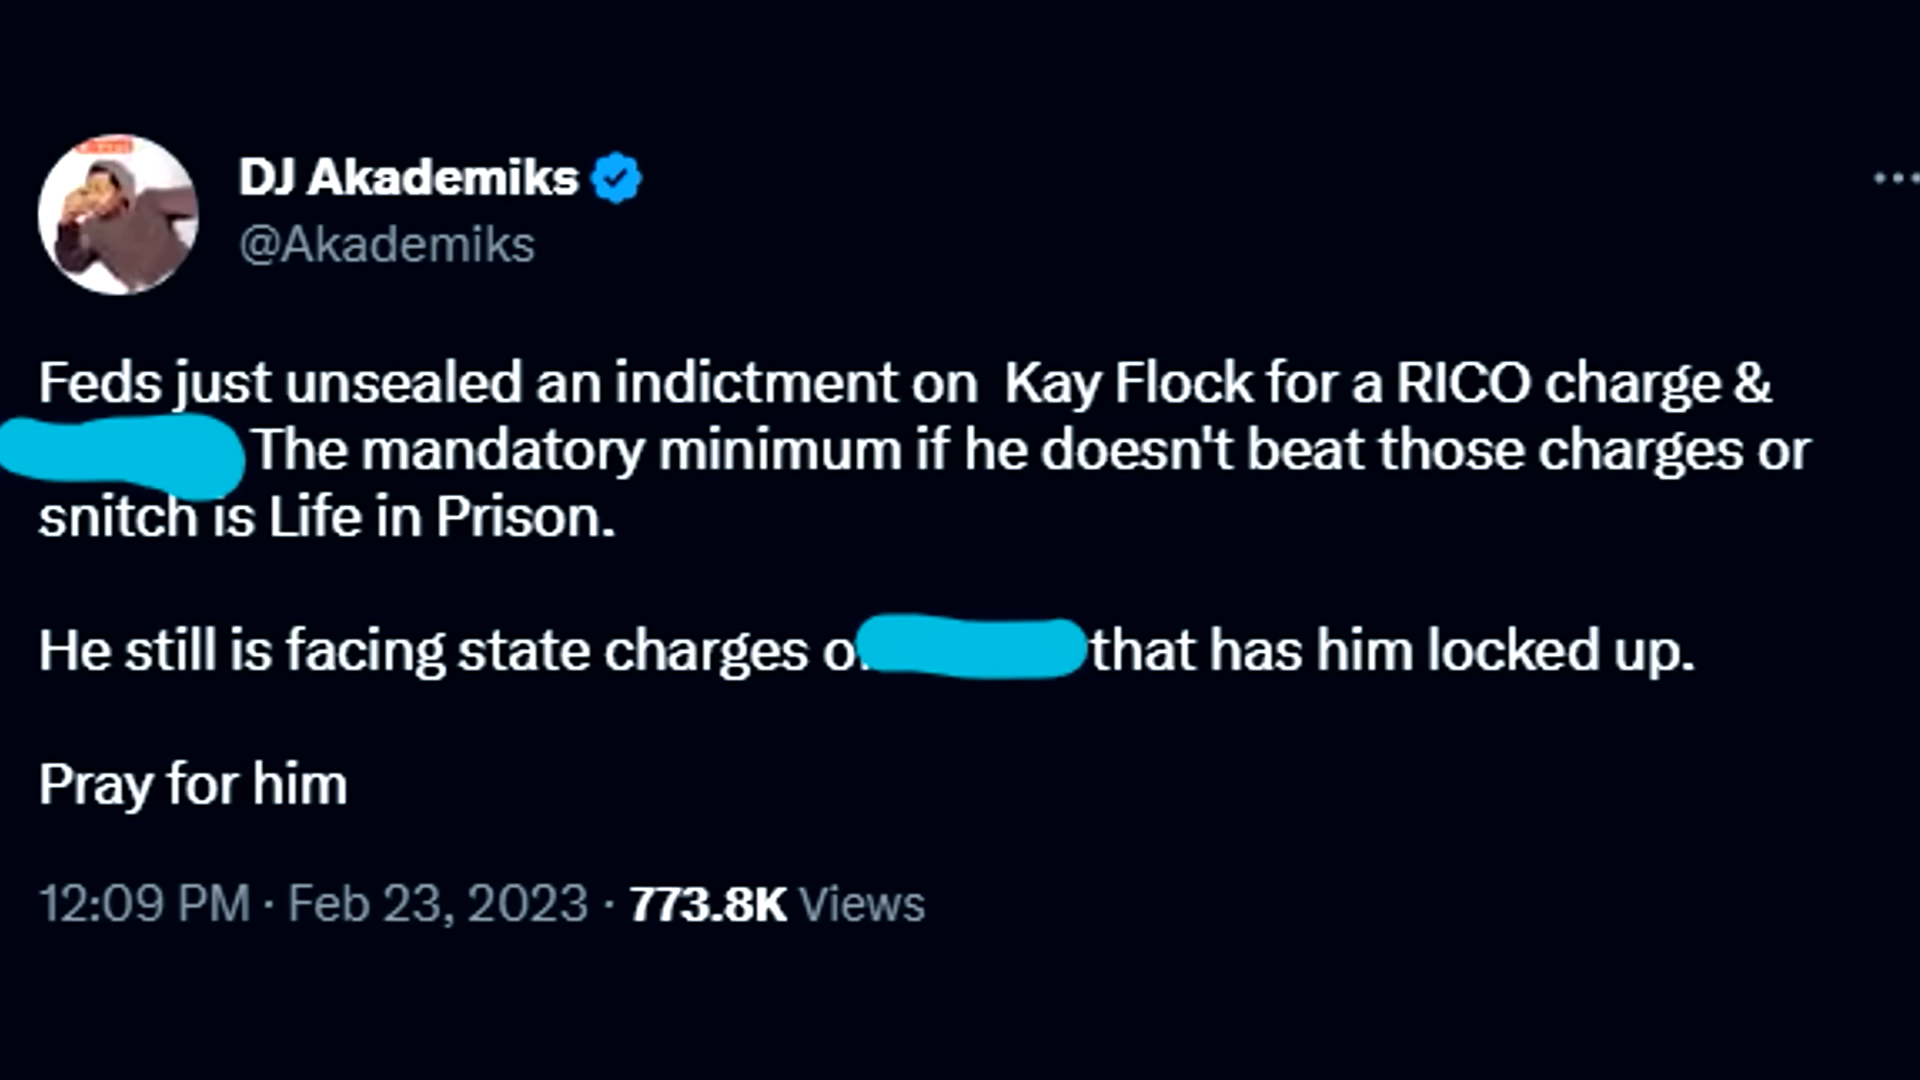 DJ Akademiks
@Akademiks
Feds just unsealed an indictment on Kay Flock for a RICO charge &
The mandatory minimum if he doesn't beat those charges or
snitch is Life in Prison.
He still is facing state charges that has him locked up.
Pray for him
12:09 PM · Feb 23, 2023 · 773.8K Views